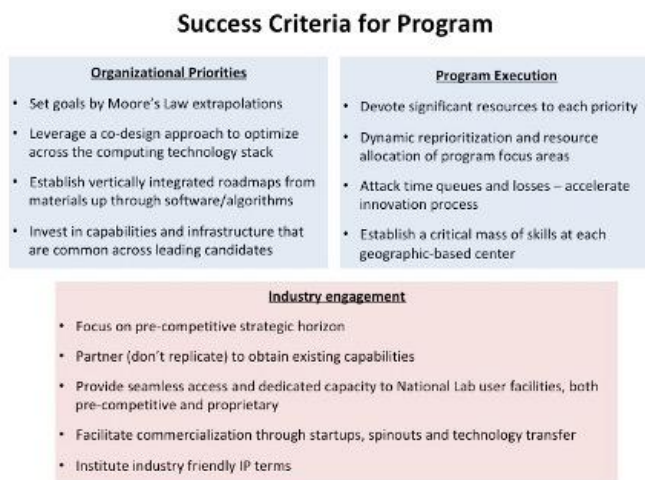 Success Criteria for Program
Organizational Priorities
• Set goals by Moore's Law extrapolations
• Leverage a co-design approach to optimize
across the computing technology stack
• Establish vertically integrated roadmaps from
materials up through software/algorithms
• Invest in capabilities and infrastructure that
are common across leading candidates
Program Execution
• Devote significant resources to each priority
• Dynamic reprioritization and resource
allocation of program focus areas
• Attack time queues and losses – accelerate
innovation process
• Establish a critical mass of skills at each
geographic-based center
Industry engagement
• Focus on pre-competitive strategic horizon
• Partner (don't replicate) to obtain existing capabilities
• Provide seamless access and dedicated capacity to National Lab user facilities, both
pre-competitive and proprietary
• Facilitate commercialization through startups, spinouts and technology transfer
• Institute industry friendly IP terms